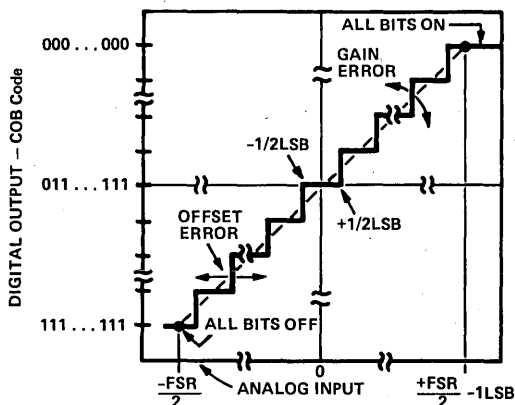 ALL BITS ON
000 . . . 000
GAIN
ERROR
DIGITAL OUTPUT – COB Code
–1/2LSB
011 . . . 111
+1/2LSB
OFFSET
ERROR
111 . . . 111
ALL BITS OFF
0
–FSR
2
ANALOG INPUT
+FSR
2
–1LSB